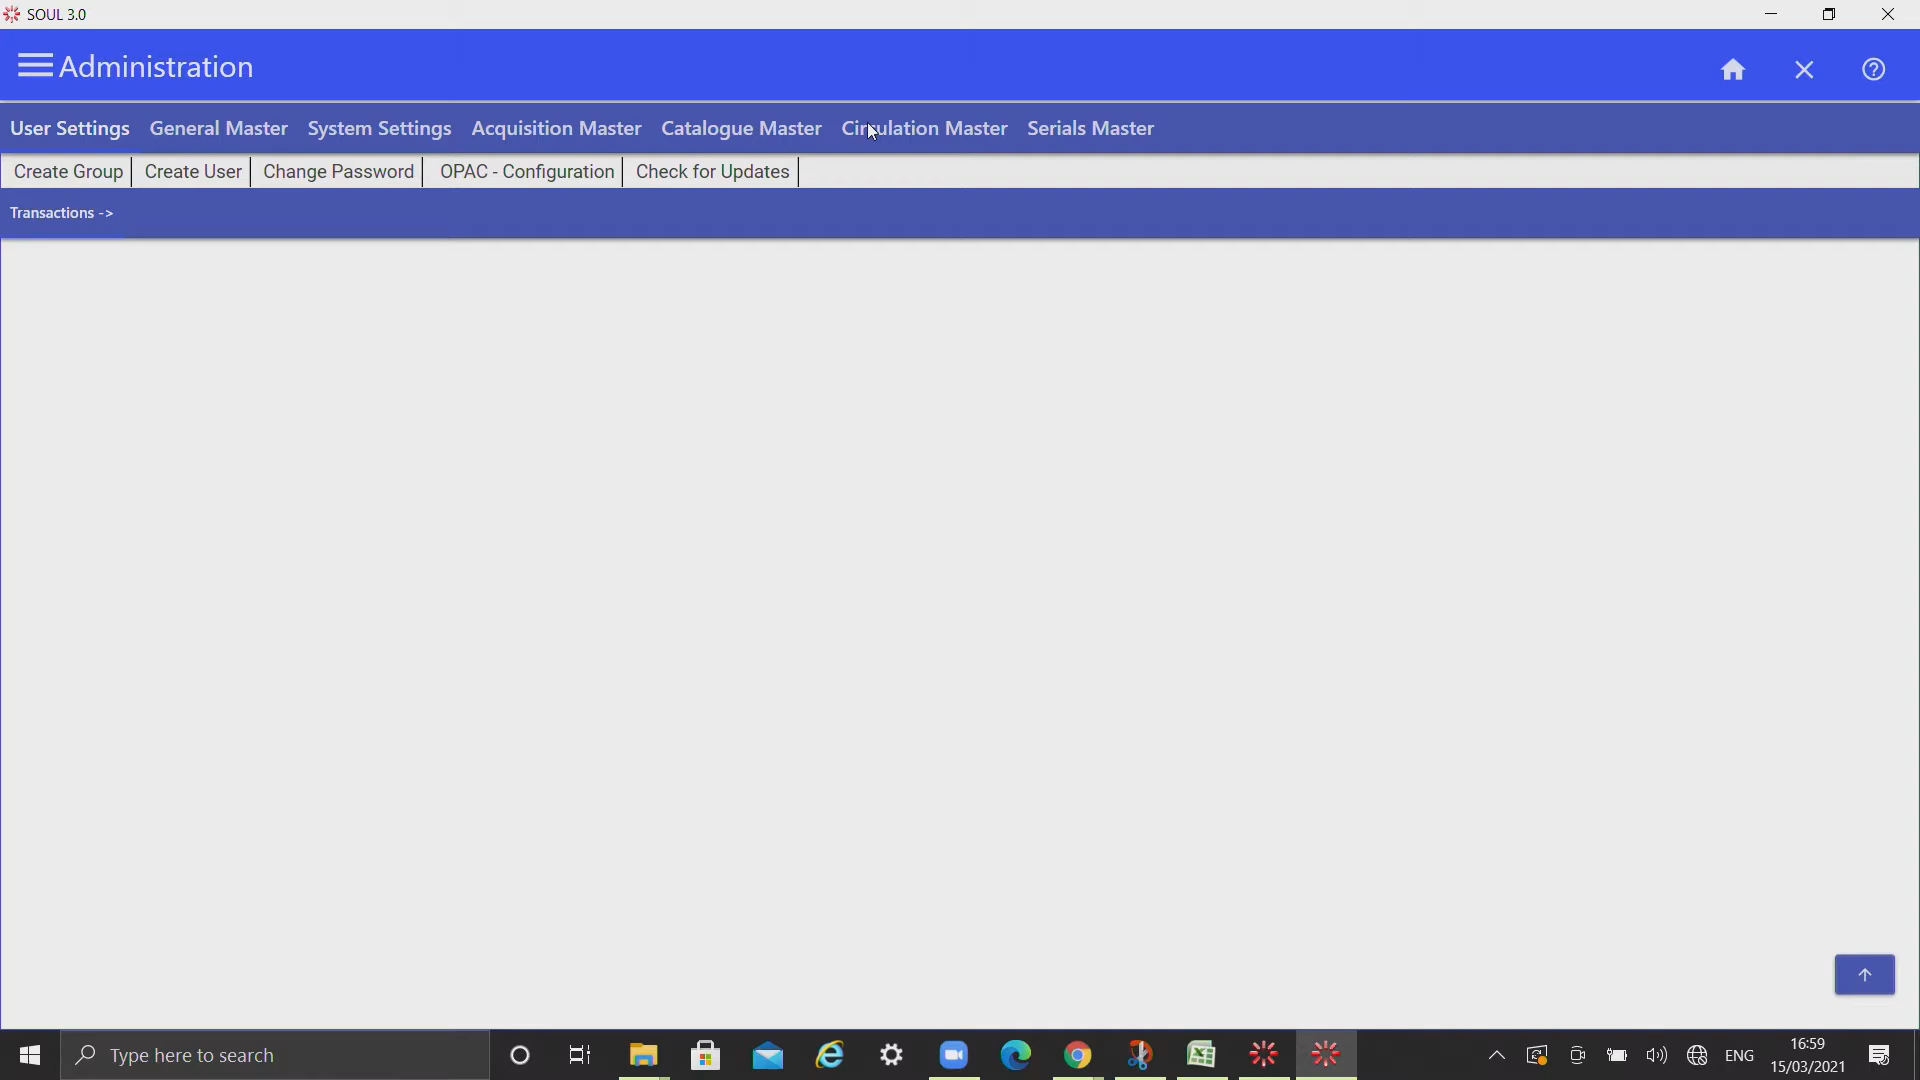 SOUL 3.0
Administration
User Settings General Master System Settings Acquisition Master Catalogue Master Circulation Master Serials Master
Create Group Create User Change Password OPAC - Configuration Check for Updates
Transactions ->
Type here to search
ENG
16:59
15/03/2021